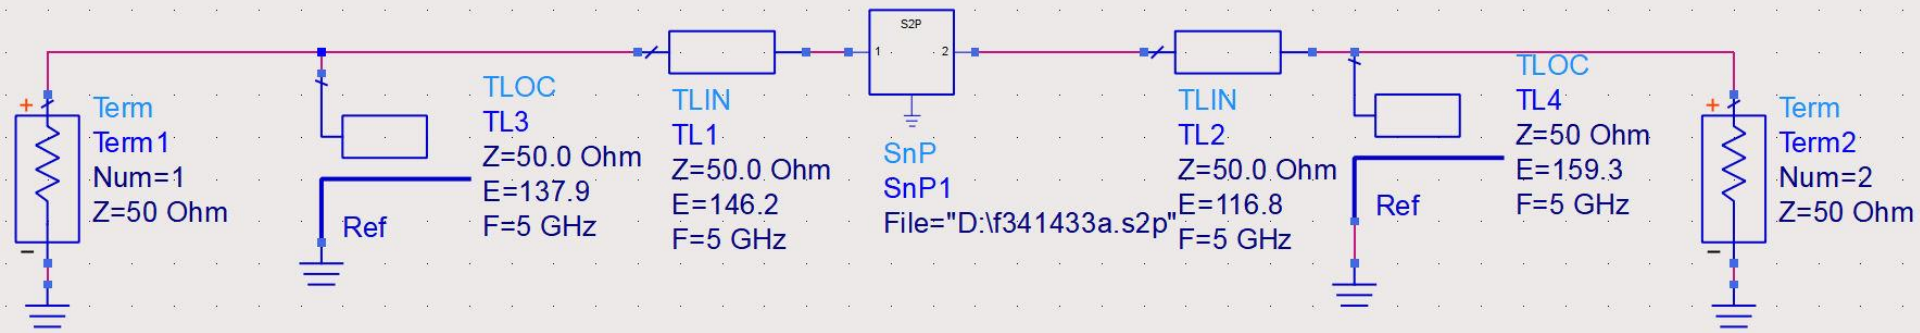 +
Term
Term1
Num=1
Z=50 Ohm
−
Ref
TLOC
TL3
Z=50.0 Ohm
E=137.9
F=5 GHz
TLIN
TL1
Z=50.0 Ohm
E=146.2
F=5 GHz
S2P
1
2
SnP
SnP1
File="D:\f341433a.s2p"
TLIN
TL2
Z=50.0 Ohm
E=116.8
F=5 GHz
Ref
TLOC
TL4
Z=50 Ohm
E=159.3
F=5 GHz
+
Term
Term2
Num=2
Z=50 Ohm
−